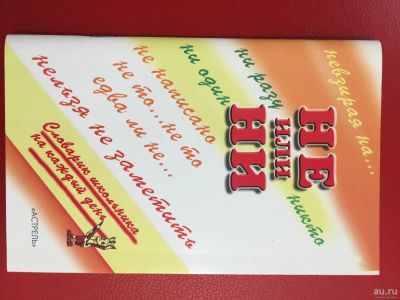 невзирая на...
ни разу
ни один
никто
НЕ
ИЛИ
НИ
не написано
не то... не то
едва ли не...
нельзя не заметить
Словарик школьника
на каждый день
«АСТРЕЛЬ»
au.ru